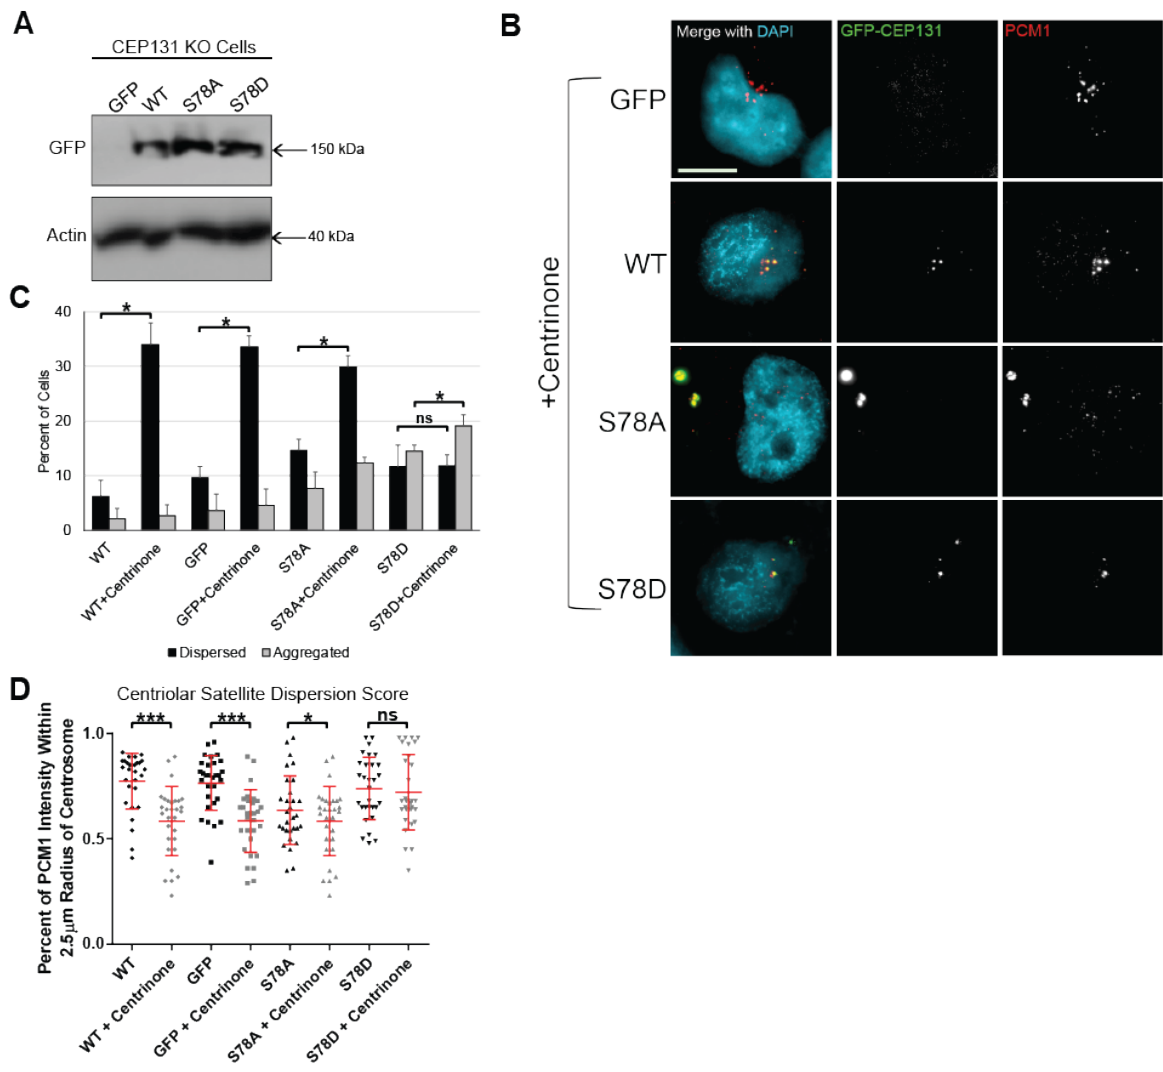 A
CEP131 KO Cells
GFP WT S78A S78D
GFP
150 kDa
Actin
40 kDa
B
Merge with DAPI
GFP-CEP131
PCM1
+Centrinone
GFP
WT
S78A
S78D
C
Percent of Cells
40
30
20
10
0
*
*
*
ns
*
WT
WT+Centrinone
GFP
GFP+Centrinone
S78A
S78A+Centrinone
S78D
S78D+Centrinone
Dispersed
Aggregated
D
Centriolar Satellite Dispersion Score
Percent of PCM1 Intensity Within
2.5μm Radius of Centrosome
1.0
0.5
0.0
***
***
*
ns
WT
WT + Centrinone
GFP
GFP + Centrinone
S78A
S78A + Centrinone
S78D
S78D + Centrinone